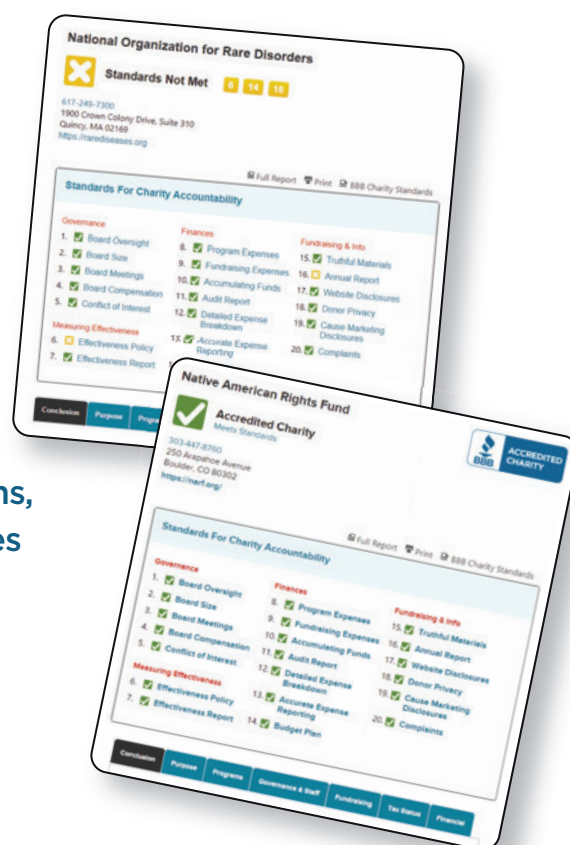 National Organization for Rare Disorders
Standards Not Met 6 14 16
617-249-7300
1900 Crown Colony Drive, Suite 310
Quincy, MA 02169
https://rarediseases.org
Full Report Print BBB Charity Standards
Standards For Charity Accountability
Governance
1. Board Oversight
2. Board Size
3. Board Meetings
4. Board Compensation
5. Conflict of Interest
Measuring Effectiveness
6. Effectiveness Policy
7. Effectiveness Report
Finances
8. Program Expenses
9. Fundraising Expenses
10. Accumulating Funds
11. Audit Report
12. Detailed Expense
Breakdown
13. Accurate Expense
Reporting
Fundraising & Info
15. Truthful Materials
16. Annual Report
17. Website Disclosures
18. Donor Privacy
19. Cause Marketing
Disclosures
20. Complaints
Conclusion Purpose
ns,
es
Native American Rights Fund
Accredited Charity
Meets Standards
BBB
ACCREDITED
CHARITY
303-447-8760
250 Arapahoe Avenue
Boulder, CO 80302
https://narf.org/
Full Report Print BBB Charity Standards
Standards For Charity Accountability
Governance
1. Board Oversight
2. Board Size
3. Board Meetings
4. Board Compensation
5. Conflict of Interest
Measuring Effectiveness
6. Effectiveness Policy
7. Effectiveness Report
Finances
8. Program Expenses
9. Fundraising Expenses
10. Accumulating Funds
11. Audit Report
12. Detailed Expense
Breakdown
13. Accurate Expense
Reporting
14. Budget Plan
Fundraising & Info
15. Truthful Materials
16. Annual Report
17. Website Disclosures
18. Donor Privacy
19. Cause Marketing
Disclosures
20. Complaints
Conclusion Purpose Programs Governance & Staff Fundraising Tax Status Financial